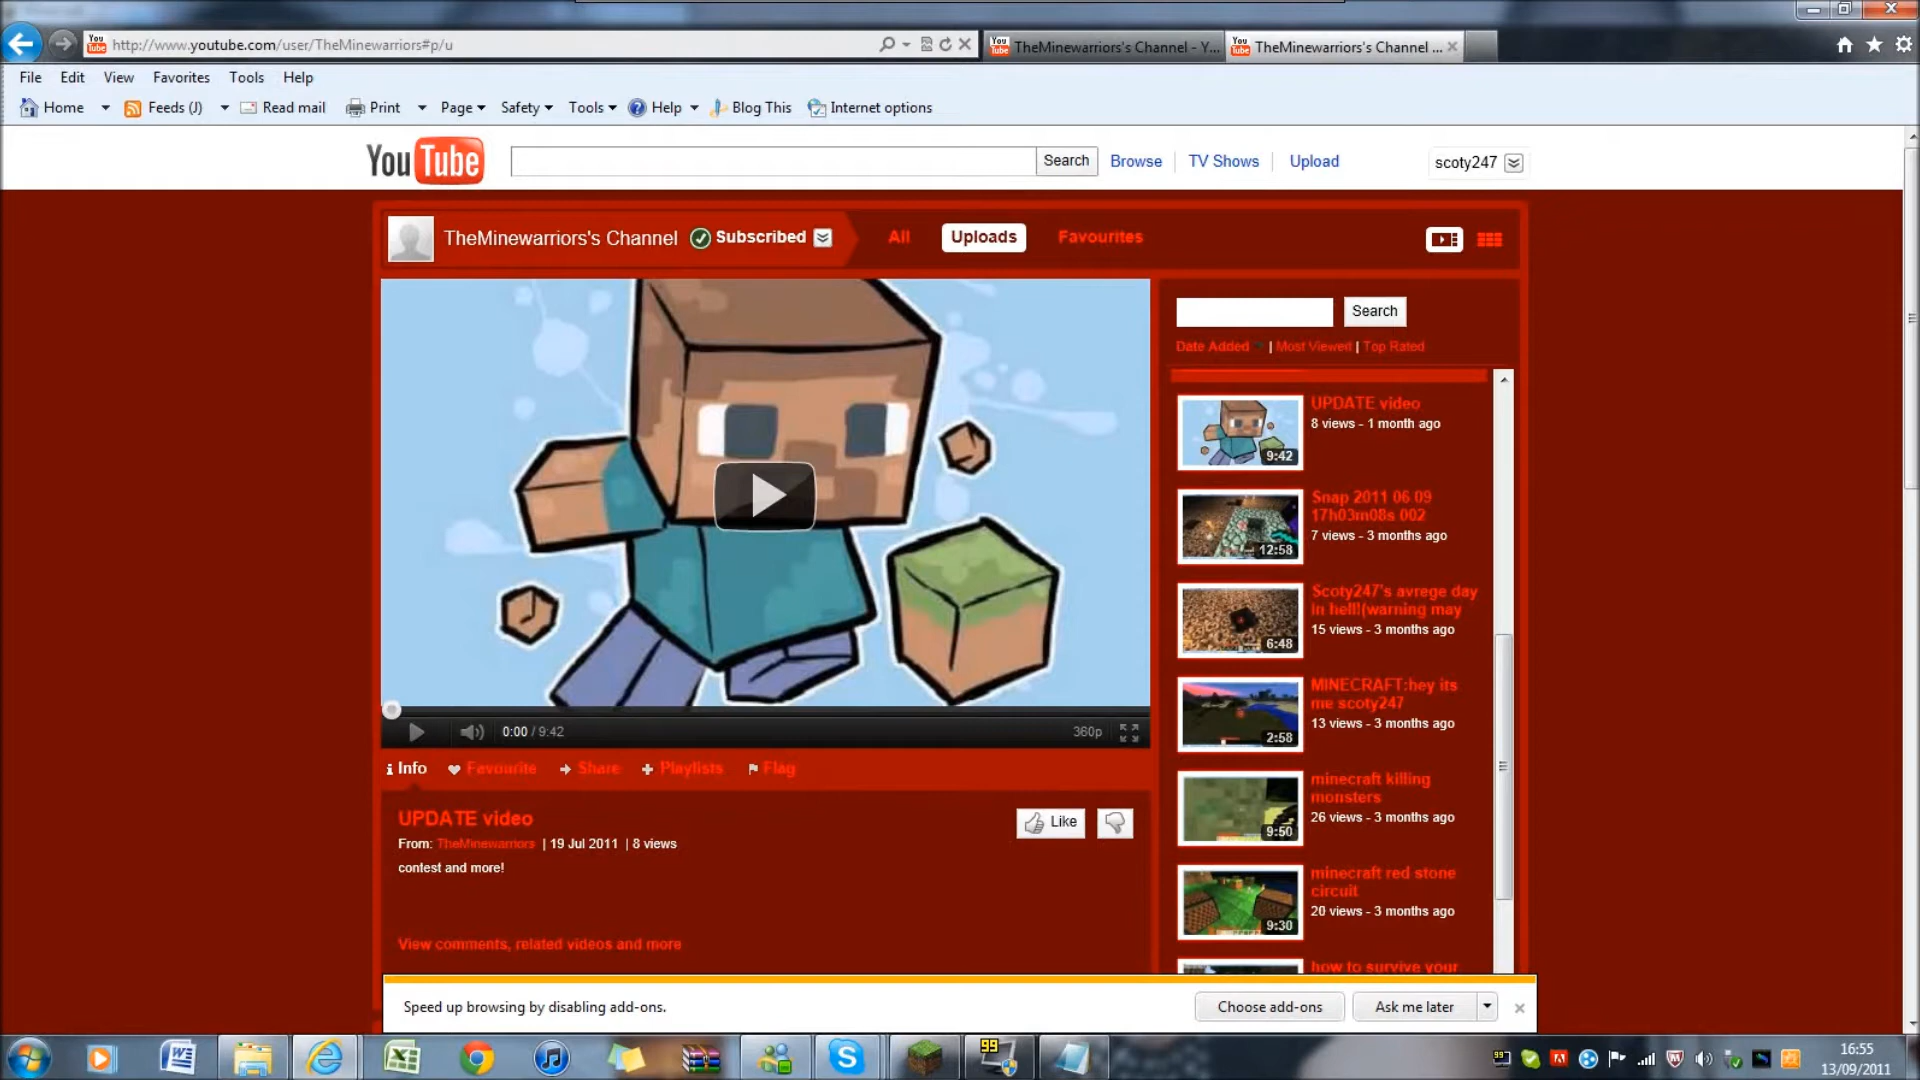 http://www.youtube.com/user/TheMinewarriors#p/u
TheMinewarriors's Channel - Y...
TheMinewarriors's Channel ...
File Edit View Favorites Tools Help
Home Feeds (J) Read mail Print Page Safety Tools Help Blog This Internet options
YouTube Search Browse TV Shows Upload scoty247
TheMinewarriors's Channel Subscribed All Uploads Favourites
Search
Date Added | Most Viewed | Top Rated
UPDATE video
8 views - 1 month ago
9:42
Snap 2011 06 09
17h03m08s 002
7 views - 3 months ago
12:58
Scoty247's avrege day
in hell!(warning may
15 views - 3 months ago
6:48
MINECRAFT:hey its
me scoty247
13 views - 3 months ago
2:58
minecraft killing
monsters
26 views - 3 months ago
9:50
minecraft red stone
circuit
20 views - 3 months ago
9:30
how to survive your
0:00 / 9:42 360p
Info Favourite Share Playlists Flag
UPDATE video
Like
From: TheMinewarriors | 19 Jul 2011 | 8 views
contest and more!
View comments, related videos and more
Speed up browsing by disabling add-ons. Choose add-ons Ask me later
99
16:55
13/09/2011